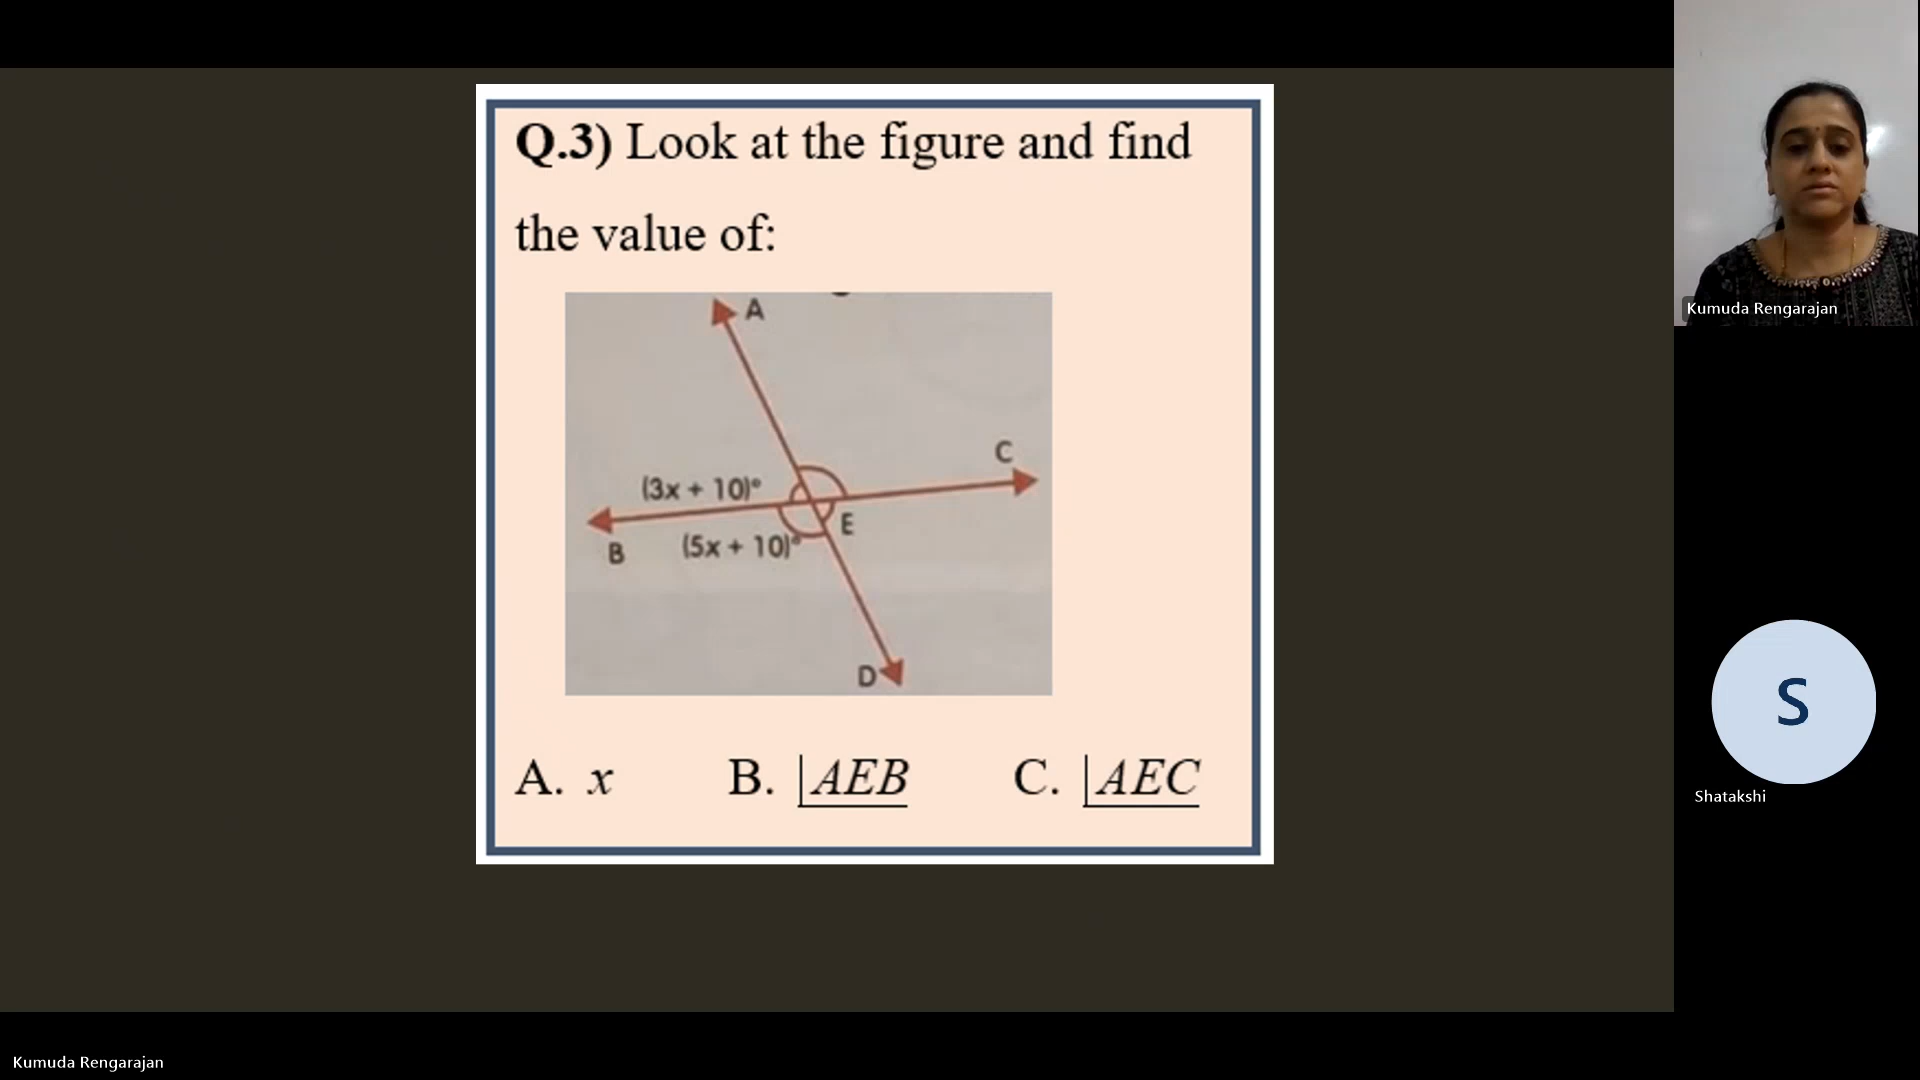 Q.3) Look at the figure and find
the value of:
A
C
(3x + 10)°
E
B
(5x + 10)°
D
A. x B. ∠AEB C. ∠AEC
Kumuda Rengarajan
S
Shatakshi
Kumuda Rengarajan